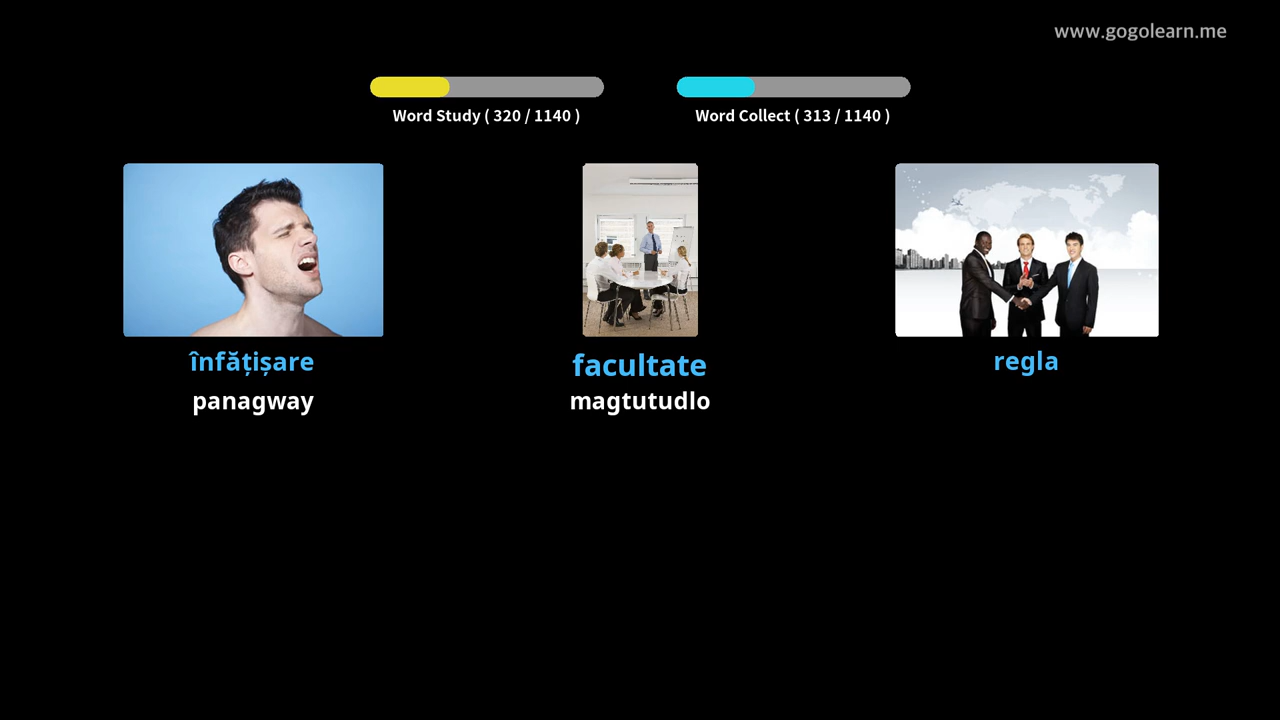 www.gogolearn.me
Word Study ( 320 / 1140 )
Word Collect ( 313 / 1140 )
înfățișare
facultate
regla
panagway
magtutudlo